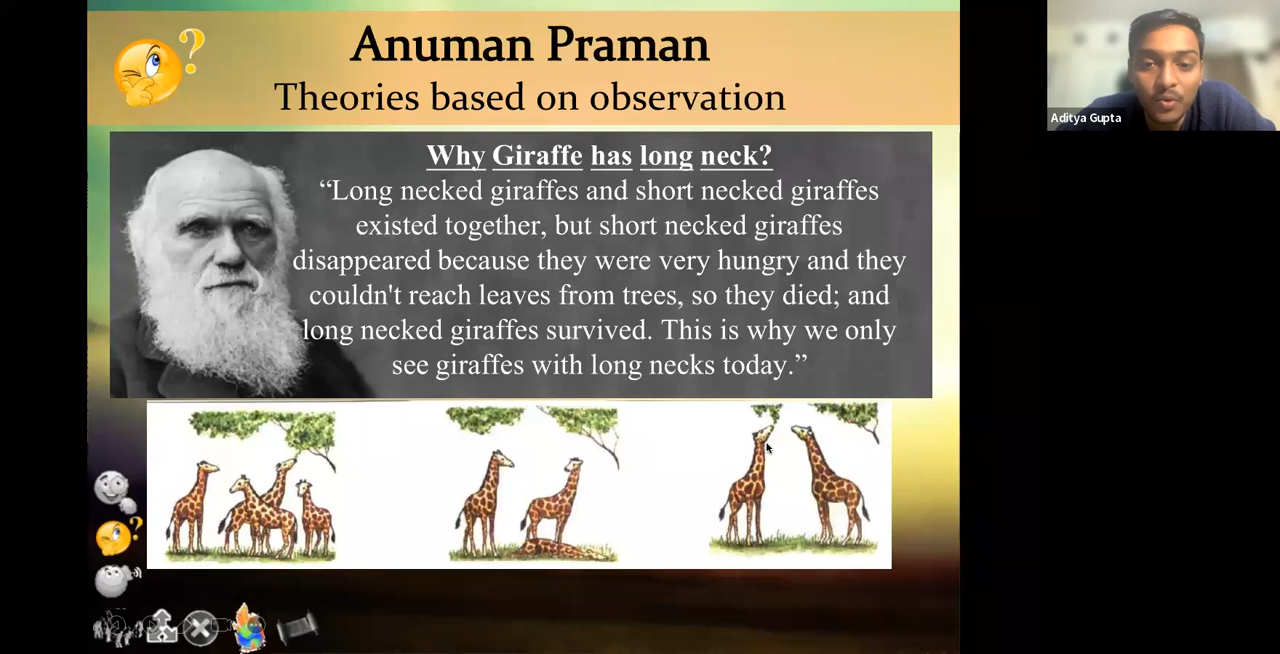 Anuman Praman
Theories based on observation
Why Giraffe has long neck?
“Long necked giraffes and short necked giraffes
existed together, but short necked giraffes
disappeared because they were very hungry and they
couldn't reach leaves from trees, so they died; and
long necked giraffes survived. This is why we only
see giraffes with long necks today.”
Aditya Gupta